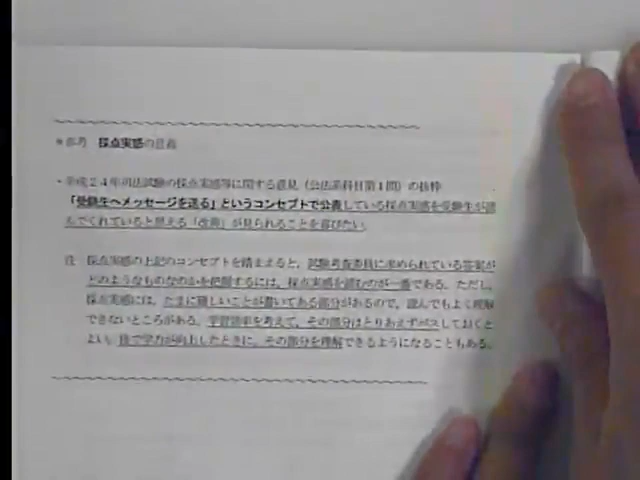 ＊参考 採点実感の意義
・平成２４年司法試験の採点実感等に関する意見（公法系科目第１問）の抜粋
「受験生へメッセージを送る」というコンセプトで公表している採点実感を受験生が読
んでくれていると思える「改善」が見られることを喜びたい。
注 採点実感の上記のコンセプトを踏まえると、試験考査委員に求められている答案が
どのようなものなのかを把握するには、採点実感を読むのが一番である。ただし、
採点実感には、たまに難しいことが書いてある部分があるので、読んでもよく理解
できないところがある。学習効率を考えて、その部分はとりあえずパスしておくと
よい。後で学力が向上したときに、その部分を理解できるようになることもある。